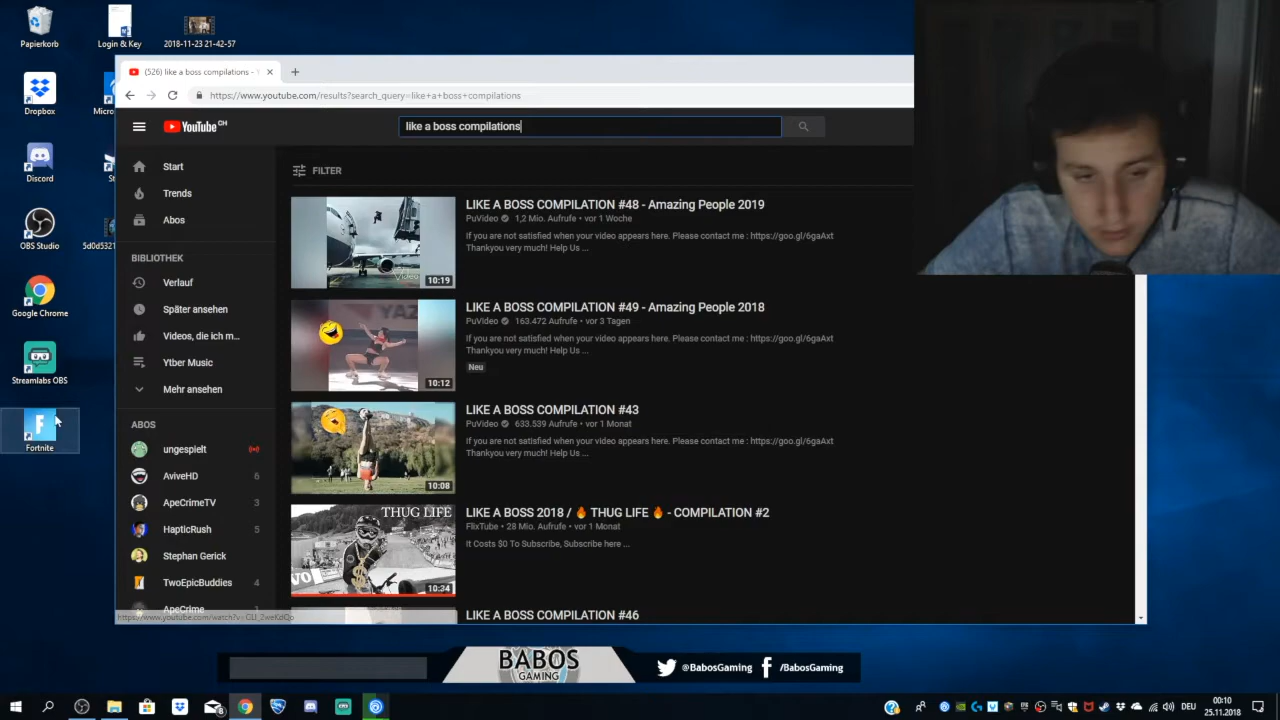 Papierkorb
Login & Key
2018-11-23 21-42-57
Dropbox
Discord
OBS Studio
Google Chrome
Streamlabs OBS
F
Fortnite
(526) like a boss compilations -
https://www.youtube.com/results?search_query=like+a+boss+compilations
YouTube CH
like a boss compilations
Start
Trends
Abos
BIBLIOTHEK
Verlauf
Später ansehen
Videos, die ich m...
Ytber Music
Mehr ansehen
ABOS
ungespielt
AviveHD 6
ApeCrimeTV 3
HapticRush 5
Stephan Gerick
TwoEpicBuddies 4
ApeCrime 1
FILTER
LIKE A BOSS COMPILATION #48 - Amazing People 2019
PuVideo 1,2 Mio. Aufrufe • vor 1 Woche
If you are not satisfied when your video appears here. Please contact me : https://goo.gl/6gaAxt
Thankyou very much! Help Us ...
10:19
LIKE A BOSS COMPILATION #49 - Amazing People 2018
PuVideo 163.472 Aufrufe • vor 3 Tagen
If you are not satisfied when your video appears here. Please contact me : https://goo.gl/6gaAxt
Thankyou very much! Help Us ...
Neu
10:12
LIKE A BOSS COMPILATION #43
PuVideo 633.539 Aufrufe • vor 1 Monat
If you are not satisfied when your video appears here. Please contact me : https://goo.gl/6gaAxt
Thankyou very much! Help Us ...
10:08
LIKE A BOSS 2018 / 🔥 THUG LIFE 🔥 - COMPILATION #2
FlixTube • 28 Mio. Aufrufe • vor 1 Monat
It Costs $0 To Subscribe, Subscribe here ...
THUG LIFE
10:34
LIKE A BOSS COMPILATION #46
BABOS
GAMING
@BabosGaming
/BabosGaming
DEU
00:10
25.11.2018